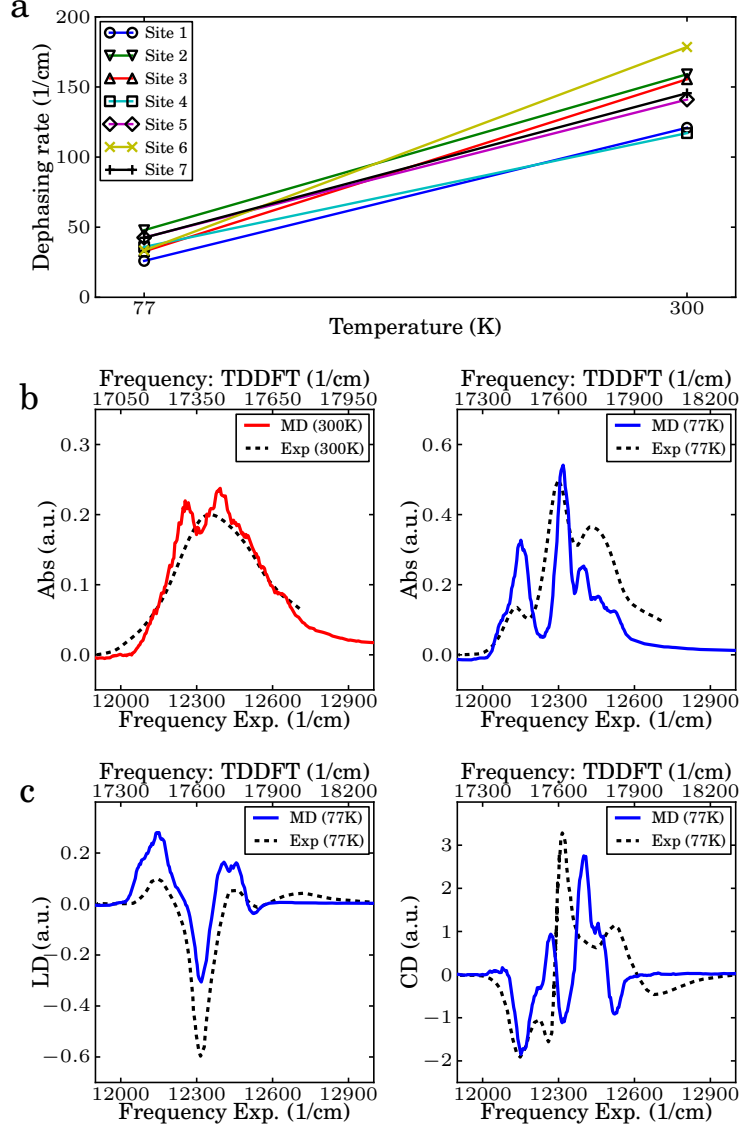 a
200
150
100
50
0
Dephasing rate (1/cm)
Site 1
Site 2
Site 3
Site 4
Site 5
Site 6
Site 7
77
300
Temperature (K)
b
Frequency: TDDFT (1/cm)
17050 17350 17650 17950
0.3
0.2
0.1
0.0
Abs (a.u.)
MD (300K)
Exp (300K)
12000 12300 12600 12900
Frequency Exp. (1/cm)
Frequency: TDDFT (1/cm)
17300 17600 17900 18200
0.6
0.4
0.2
0.0
Abs (a.u.)
MD (77K)
Exp (77K)
12000 12300 12600 12900
Frequency Exp. (1/cm)
c
Frequency: TDDFT (1/cm)
17300 17600 17900 18200
0.2
0.0
−0.2
−0.4
−0.6
LD (a.u.)
MD (77K)
Exp (77K)
12000 12300 12600 12900
Frequency Exp. (1/cm)
Frequency: TDDFT (1/cm)
17300 17600 17900 18200
3
2
1
0
−1
−2
CD (a.u.)
MD (77K)
Exp (77K)
12000 12300 12600 12900
Frequency Exp. (1/cm)